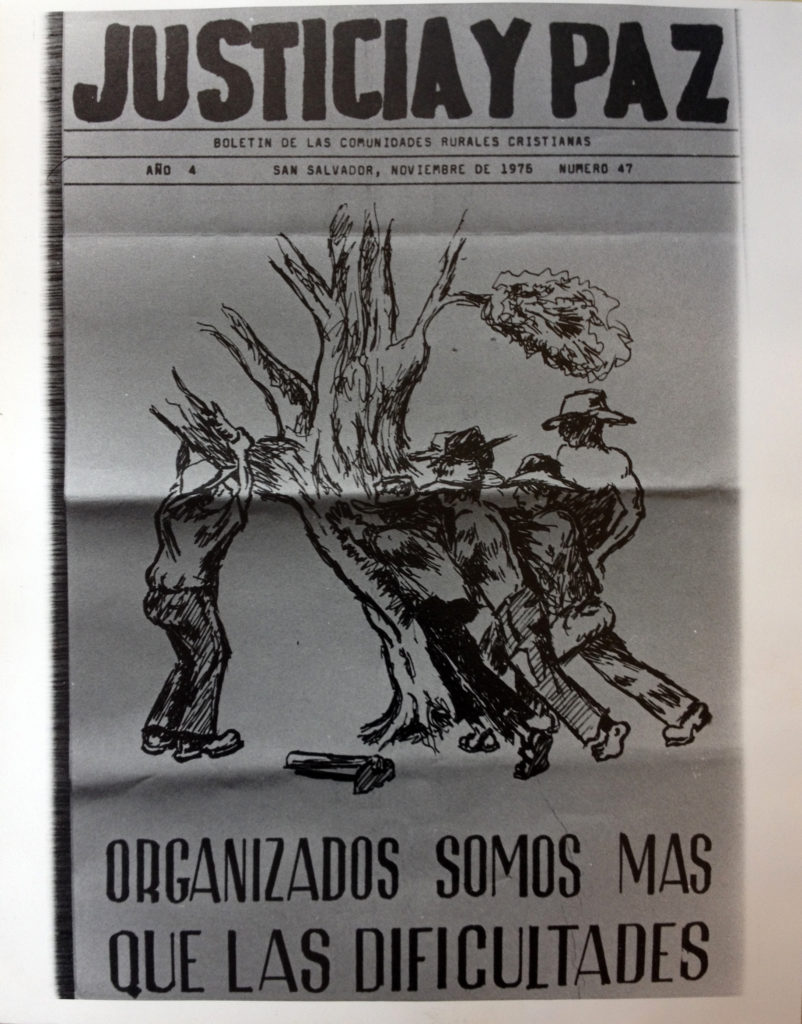 JUSTICIA Y PAZ
BOLETIN DE LAS COMUNIDADES RURALES CRISTIANAS
AÑO 4 SAN SALVADOR, NOVIEMBRE DE 1975 NUMERO 47
ORGANIZADOS SOMOS MAS
QUE LAS DIFICULTADES